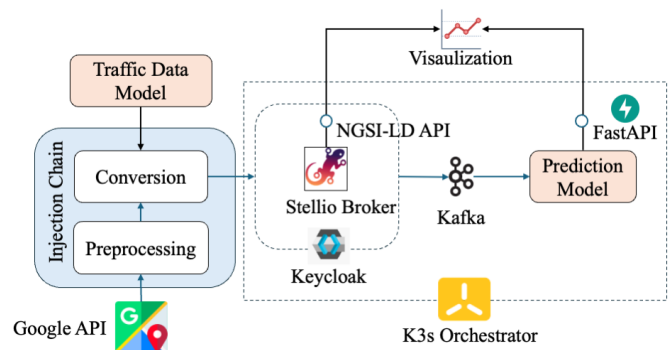 Visaulization
Traffic Data
Model
NGSI-LD API
FastAPI
Injection Chain
Conversion
Stellio Broker
Kafka
Prediction
Model
Preprocessing
Keycloak
Google API
G
K3s Orchestrator